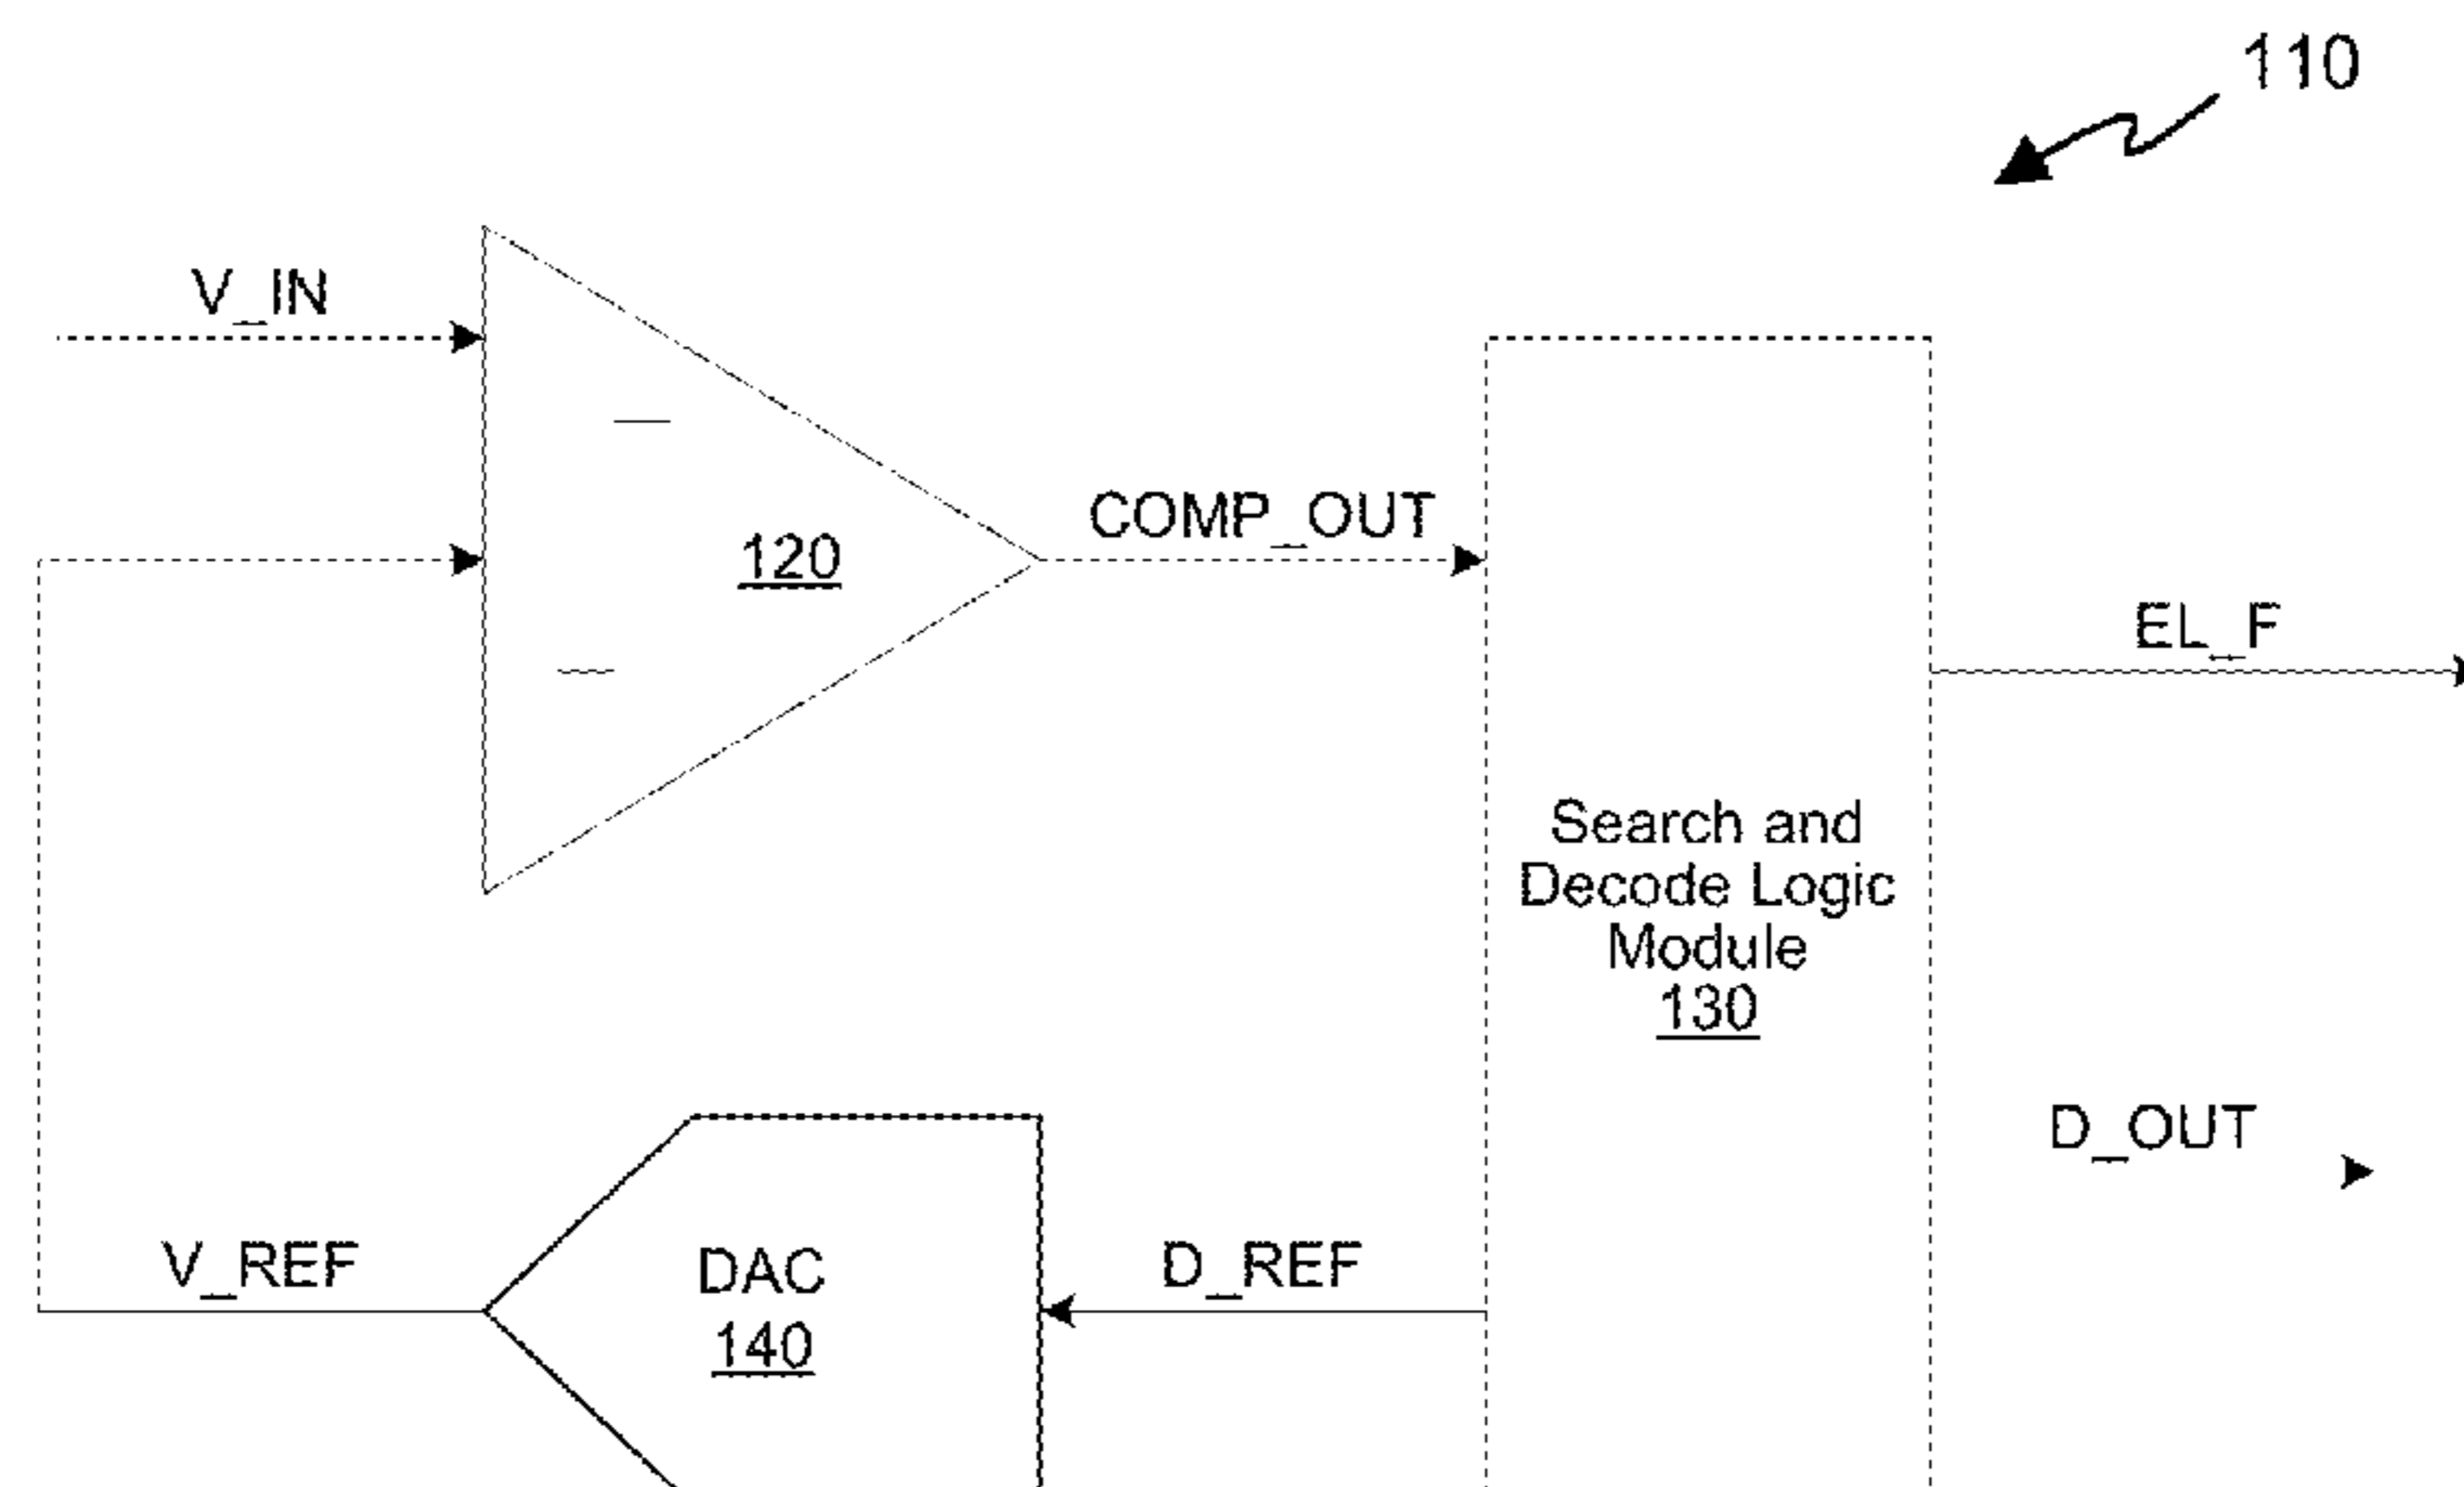 110
V_IN
120
COMP_OUT
EL_F
Search and
Decode Logic
Module
130
D_OUT
V_REF
DAC
140
D_REF